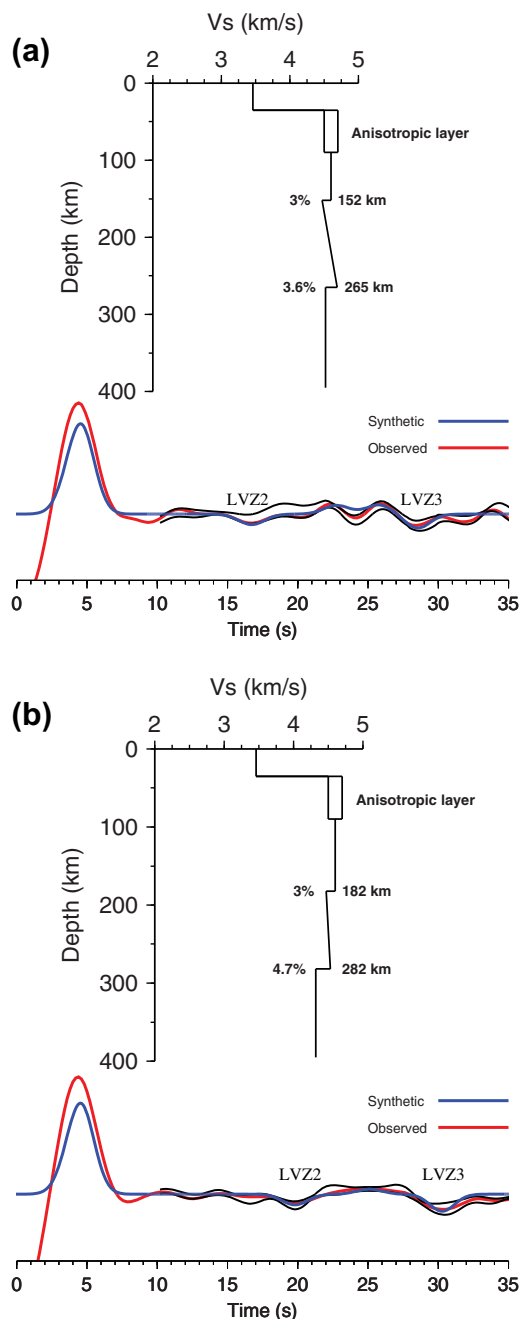 (a)
Vs (km/s)
2 3 4 5
0
100
200
300
400
Depth (km)
Anisotropic layer
3% 152 km
3.6% 265 km
Synthetic
Observed
LVZ2 LVZ3
0 5 10 15 20 25 30 35
Time (s)
(b)
Vs (km/s)
2 3 4 5
0
100
200
300
400
Depth (km)
Anisotropic layer
3% 182 km
4.7% 282 km
Synthetic
Observed
LVZ2 LVZ3
0 5 10 15 20 25 30 35
Time (s)